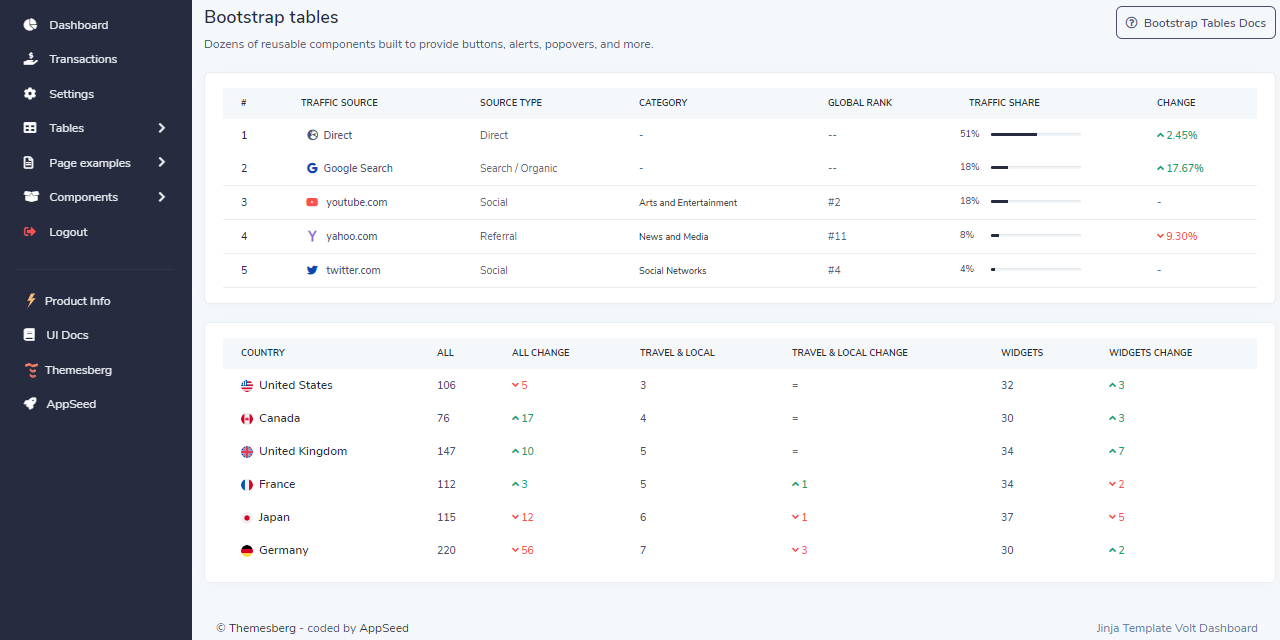 Dashboard
Transactions
Settings
Tables
Page examples
Components
Logout
Product Info
UI Docs
Themesberg
AppSeed
Bootstrap tables
Dozens of reusable components built to provide buttons, alerts, popovers, and more.
Bootstrap Tables Docs
# TRAFFIC SOURCE SOURCE TYPE CATEGORY GLOBAL RANK TRAFFIC SHARE CHANGE
1 Direct Direct - -- 51% 2.45%
2 Google Search Search / Organic - -- 18% 17.67%
3 youtube.com Social Arts and Entertainment #2 18% -
4 yahoo.com Referral News and Media #11 8% 9.30%
5 twitter.com Social Social Networks #4 4% -
COUNTRY ALL ALL CHANGE TRAVEL & LOCAL TRAVEL & LOCAL CHANGE WIDGETS WIDGETS CHANGE
United States 106 5 3 = 32 3
Canada 76 17 4 = 30 3
United Kingdom 147 10 5 = 34 7
France 112 3 5 1 34 2
Japan 115 12 6 1 37 5
Germany 220 56 7 3 30 2
© Themesberg - coded by AppSeed
Jinja Template Volt Dashboard